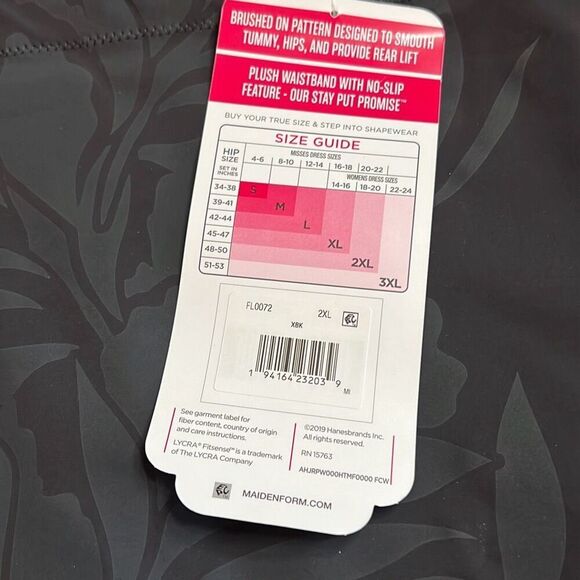 BRUSHED ON PATTERN DESIGNED TO SMOOTH
TUMMY, HIPS, AND PROVIDE REAR LIFT
PLUSH WAISTBAND WITH NO-SLIP
FEATURE - OUR STAY PUT PROMISE™
BUY YOUR TRUE SIZE & STEP INTO SHAPEWEAR
SIZE GUIDE
HIP SIZE SET IN INCHES
MISSES DRESS SIZES
4-6 8-10 12-14 16-18 20-22
WOMENS DRESS SIZES
14-16 18-20 22-24
34-38 S
39-41 M
42-44 L
45-47 XL
48-50 2XL
51-53 3XL
FL0072 2XL
XBK
1 94164 23203 9
MI
See garment label for
fiber content, country of origin
and care instructions.
LYCRA® Fitsense™ is a trademark
of The LYCRA Company
©2019 Hanesbrands Inc.
All rights reserved.
RN 15763
AHJRPW000HTMF0000 FCW
MAIDENFORM.COM